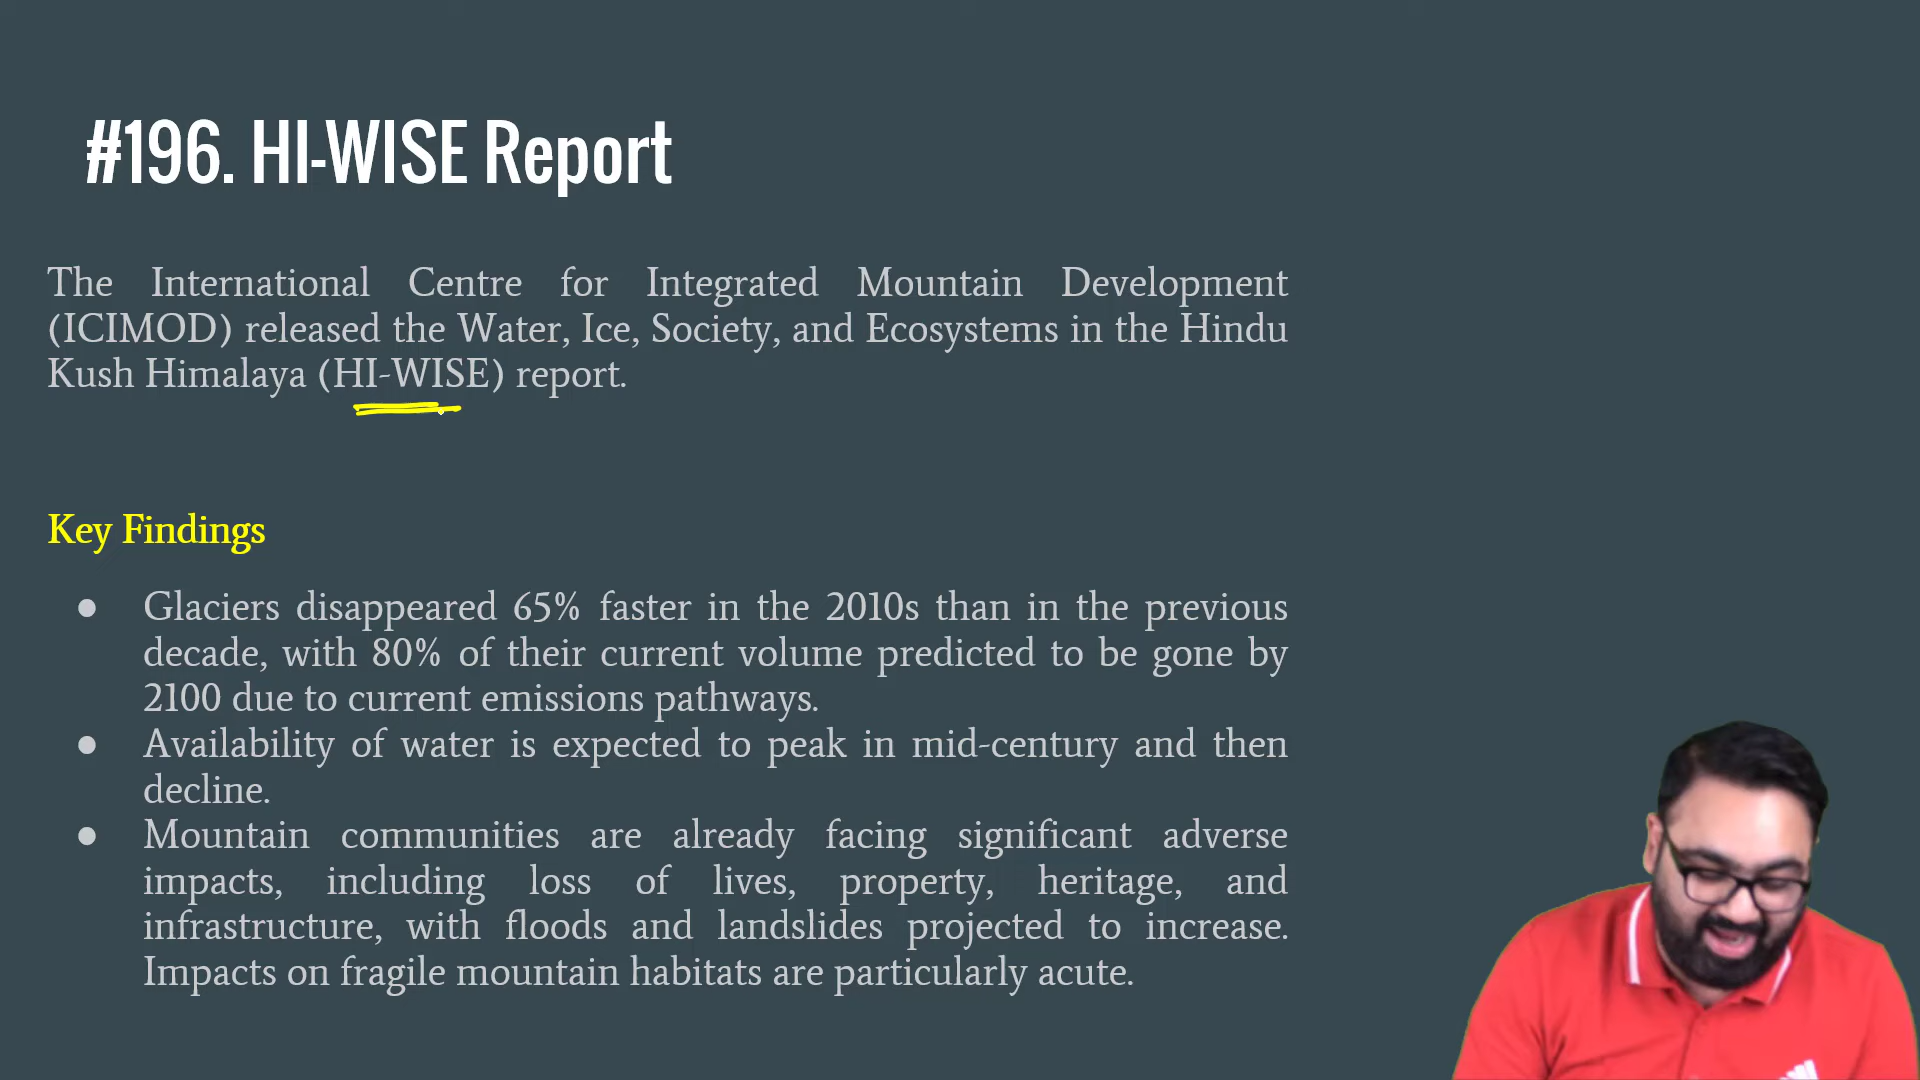 #196. HI-WISE Report
The International Centre for Integrated Mountain Development
(ICIMOD) released the Water, Ice, Society, and Ecosystems in the Hindu
Kush Himalaya (HI-WISE) report.
Key Findings
● Glaciers disappeared 65% faster in the 2010s than in the previous
decade, with 80% of their current volume predicted to be gone by
2100 due to current emissions pathways.
● Availability of water is expected to peak in mid-century and then
decline.
● Mountain communities are already facing significant adverse
impacts, including loss of lives, property, heritage, and
infrastructure, with floods and landslides projected to increase.
Impacts on fragile mountain habitats are particularly acute.